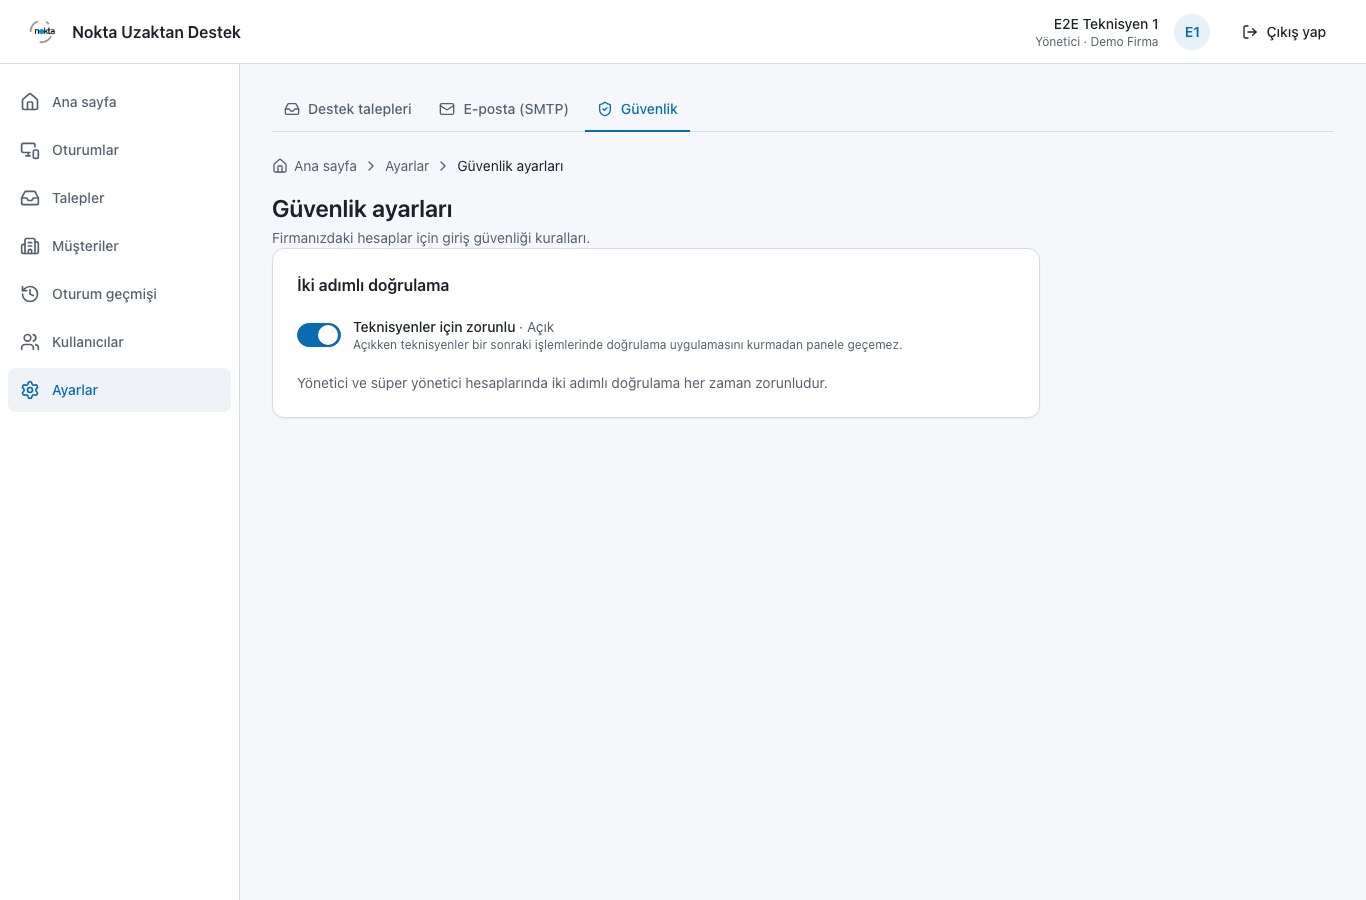 nokta
Nokta Uzaktan Destek
E2E Teknisyen 1
Yönetici · Demo Firma
E1
Çıkış yap
Ana sayfa
Oturumlar
Talepler
Müşteriler
Oturum geçmişi
Kullanıcılar
Ayarlar
Destek talepleri
E-posta (SMTP)
Güvenlik
Ana sayfa > Ayarlar > Güvenlik ayarları
Güvenlik ayarları
Firmanızdaki hesaplar için giriş güvenliği kuralları.
İki adımlı doğrulama
Teknisyenler için zorunlu · Açık
Açıkken teknisyenler bir sonraki işlemlerinde doğrulama uygulamasını kurmadan panele geçemez.
Yönetici ve süper yönetici hesaplarında iki adımlı doğrulama her zaman zorunludur.